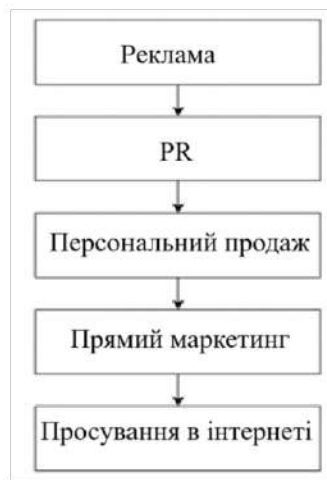 Реклама
PR
Персональний продаж
Прямий маркетинг
Просування в інтернеті